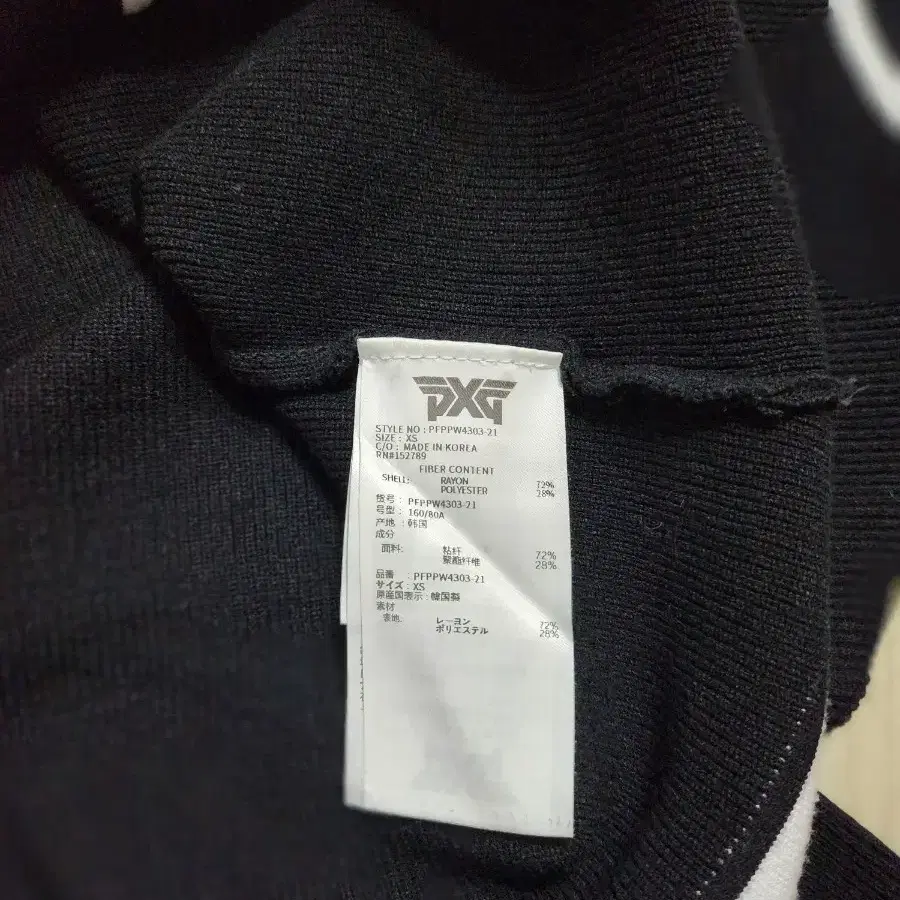 PXG
STYLE NO : PFPPW4303-21
SIZE : XS
C/O : MADE IN KOREA
RN#152789
FIBER CONTENT
SHELL: RAYON 72%
POLYESTER 28%
货号 : PFPPW4303-21
号型 : 160/80A
产地 : 韩国
成分
面料: 粘纤 72%
聚酯纤维 28%
品番 : PFPPW4303-21
サイズ : XS
原産国表示 : 韓国製
素材
表地: レーヨン 72%
ポリエステル 28%